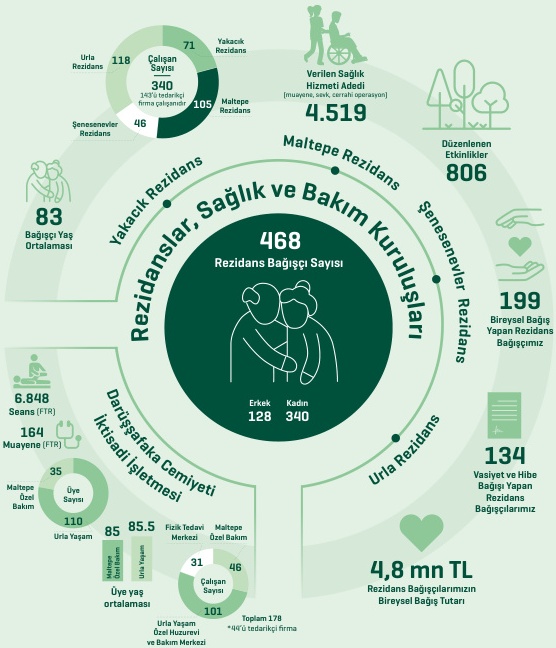 Çalışan
Sayısı
340
143'ü tedarikçi
firma çalışanıdır
71
Yakacık
Rezidans
105
Maltepe
Rezidans
46
Şenesenevler
Rezidans
118
Urla
Rezidans
Verilen Sağlık
Hizmeti Adedi
(muayene, sevk, cerrahi operasyon)
4.519
Düzenlenen
Etkinlikler
806
83
Bağışçı Yaş
Ortalaması
Yakacık Rezidans
Maltepe Rezidans
Şenesenevler Rezidans
Urla Rezidans
Rezidanslar, Sağlık ve Bakım Kuruluşları
468
Rezidans Bağışçı Sayısı
Erkek
128
Kadın
340
199
Bireysel Bağış
Yapan Rezidans
Bağışçımız
134
Vasiyet ve Hibe
Bağışı Yapan
Rezidans
Bağışçılarımız
4,8 mn TL
Rezidans Bağışçılarımızın
Bireysel Bağış Tutarı
Darüşşafaka Cemiyeti
İktisadi İşletmesi
6.848
Seans (FTR)
164
Muayene (FTR)
Üye
Sayısı
35
Maltepe
Özel
Bakım
110
Urla Yaşam
85
Maltepe
Özel Bakım
85.5
Urla Yaşam
Üye yaş
ortalaması
Çalışan
Sayısı
Fizik Tedavi
Merkezi
31
Maltepe
Özel Bakım
46
101
Urla Yaşam
Özel Huzurevi
ve Bakım Merkezi
Toplam 178
*44'ü tedarikçi firma